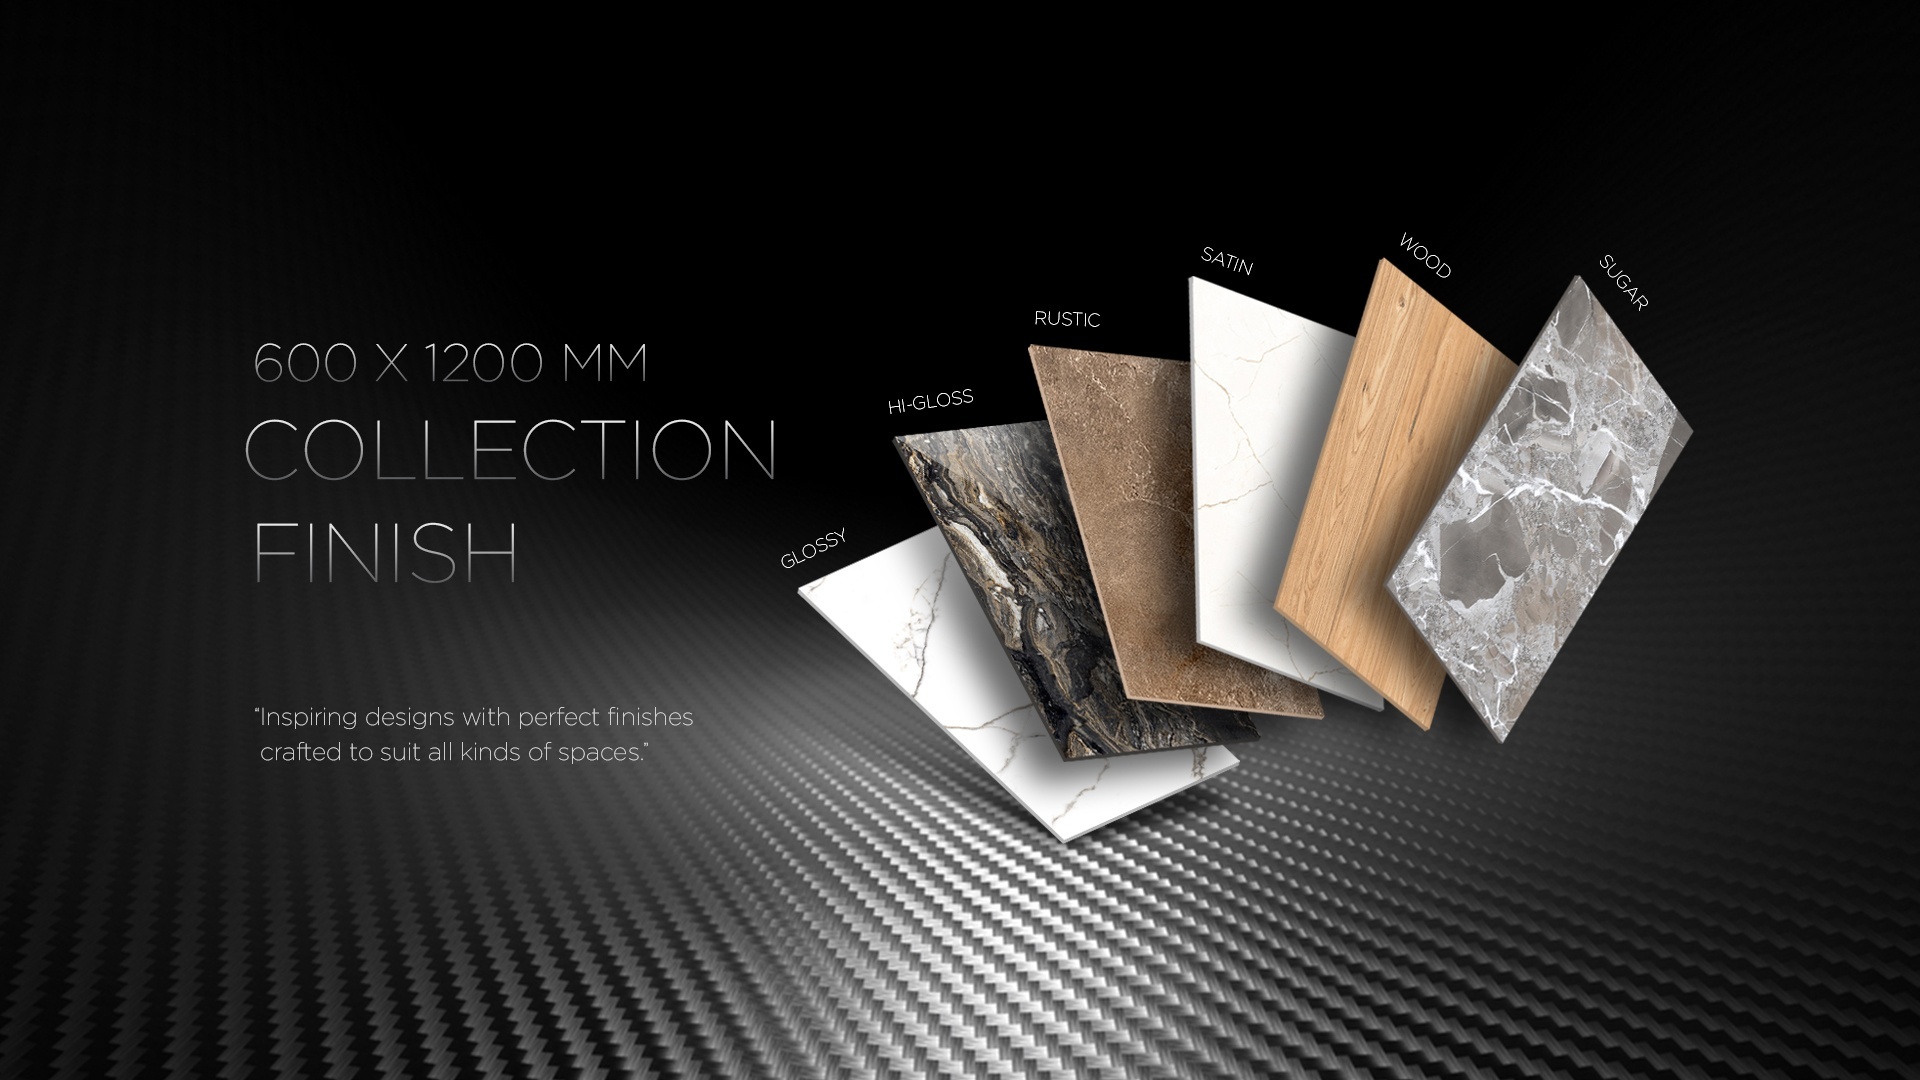 600 X 1200 MM
COLLECTION
FINISH
“Inspiring designs with perfect finishes
crafted to suit all kinds of spaces.”
GLOSSY
HI-GLOSS
RUSTIC
SATIN
WOOD
SUGAR